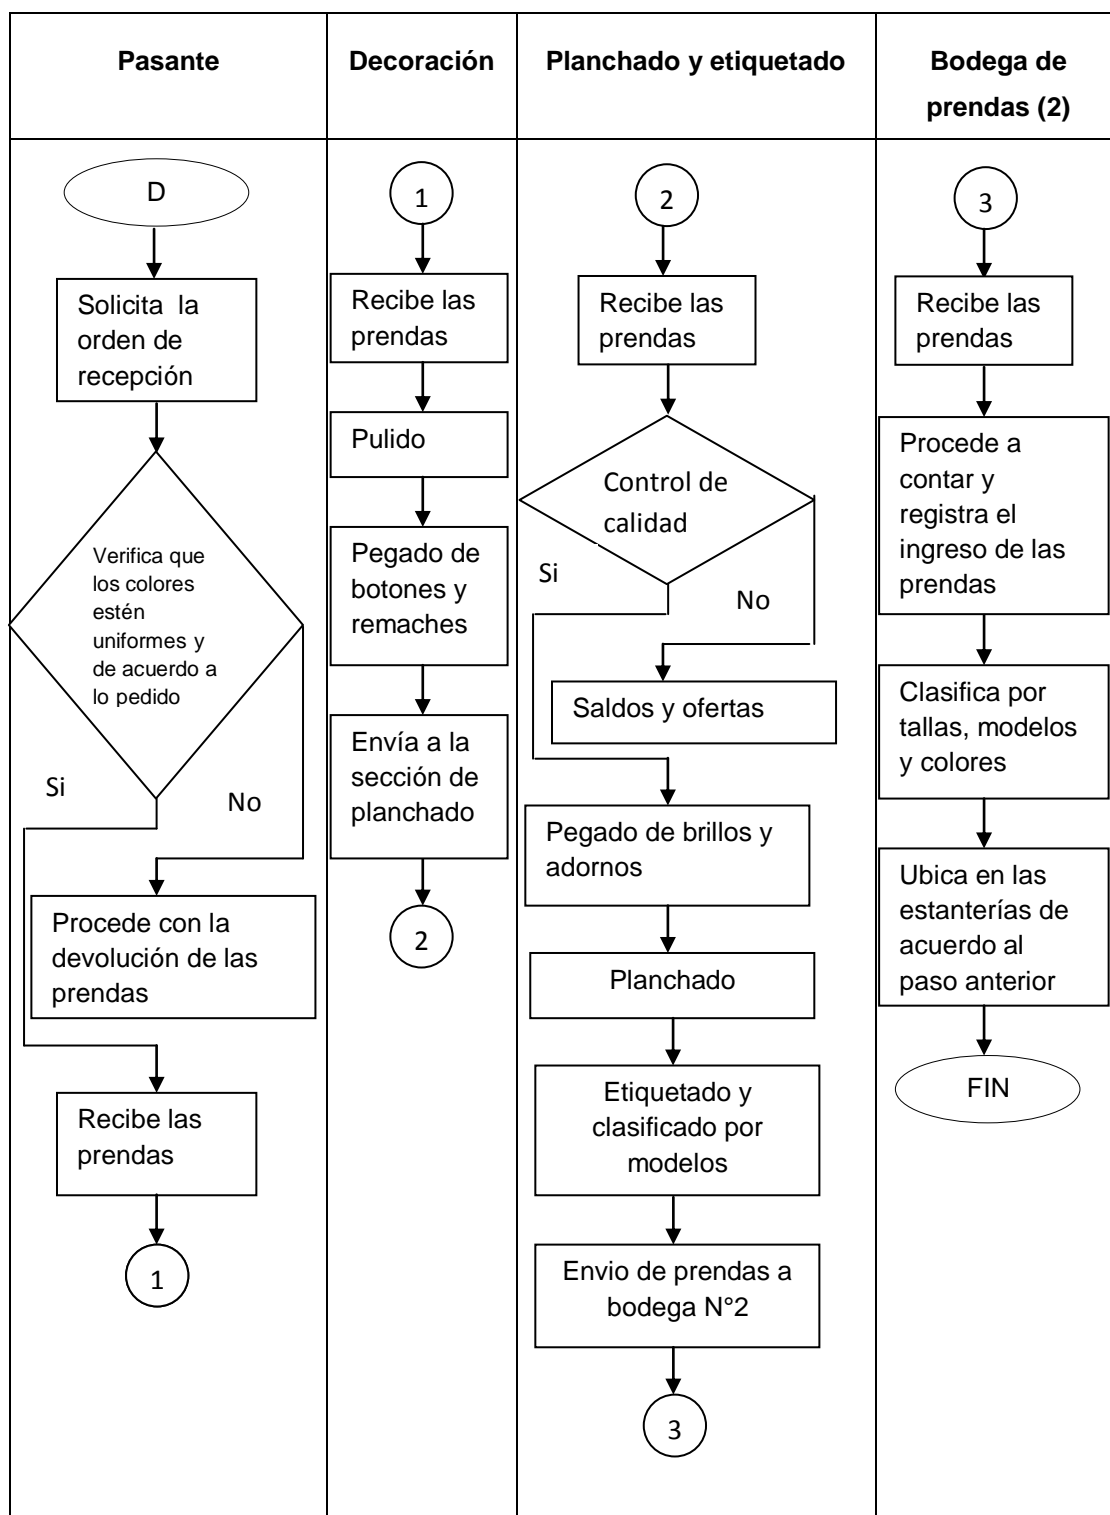 Pasante
Decoración
Planchado y etiquetado
Bodega de
prendas (2)
D
Solicita la
orden de
recepción
Verifica que
los colores
estén
uniformes y
de acuerdo a
lo pedido
Si
No
Procede con la
devolución de las
prendas
Recibe las
prendas
1
1
Recibe las
prendas
Pulido
Pegado de
botones y
remaches
Envía a la
sección de
planchado
2
2
Recibe las
prendas
Control de
calidad
Si
No
Saldos y ofertas
Pegado de brillos y
adornos
Planchado
Etiquetado y
clasificado por
modelos
Envio de prendas a
bodega N°2
3
3
Recibe las
prendas
Procede a
contar y
registra el
ingreso de las
prendas
Clasifica por
tallas, modelos
y colores
Ubica en las
estanterías de
acuerdo al
paso anterior
FIN